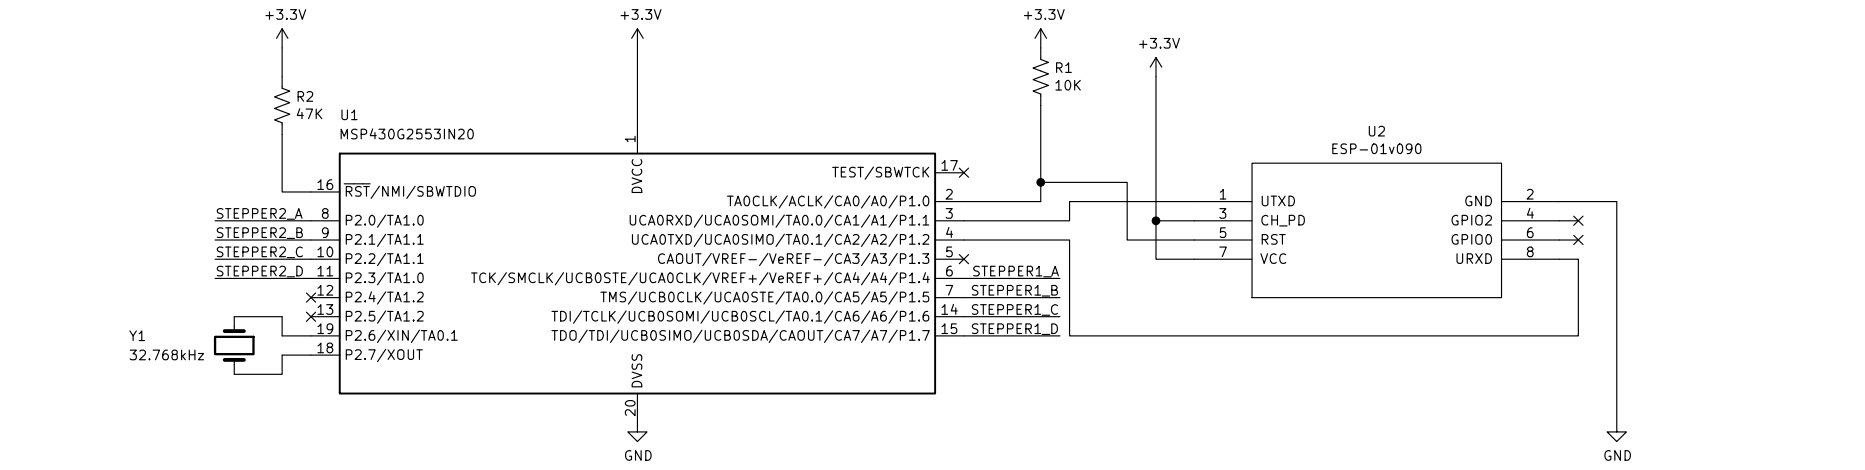 +3.3V
+3.3V
+3.3V
+3.3V
R1
10K
R2
47K
U1
MSP430G2553IN20
1
DVCC
U2
ESP-01v090
TEST/SBWTCK 17
16 RST/NMI/SBWTDIO
TA0CLK/ACLK/CA0/A0/P1.0 2
STEPPER2_A 8 P2.0/TA1.0
UCA0RXD/UCA0SOMI/TA0.0/CA1/A1/P1.1 3
STEPPER2_B 9 P2.1/TA1.1
UCA0TXD/UCA0SIMO/TA0.1/CA2/A2/P1.2 4
STEPPER2_C 10 P2.2/TA1.1
CAOUT/VREF-/VeREF-/CA3/A3/P1.3 5
STEPPER2_D 11 P2.3/TA1.0
TCK/SMCLK/UCB0STE/UCA0CLK/VREF+/VeREF+/CA4/A4/P1.4 6 STEPPER1_A
12 P2.4/TA1.2
TMS/UCB0CLK/UCA0STE/TA0.0/CA5/A5/P1.5 7 STEPPER1_B
13 P2.5/TA1.2
TDI/TCLK/UCB0SOMI/UCB0SCL/TA0.1/CA6/A6/P1.6 14 STEPPER1_C
19 P2.6/XIN/TA0.1
TDO/TDI/UCB0SIMO/UCB0SDA/CAOUT/CA7/A7/P1.7 15 STEPPER1_D
18 P2.7/XOUT
Y1
32.768kHz
DVSS
20
GND
1 UTXD
GND 2
3 CH_PD
GPIO2 4
5 RST
GPIO0 6
7 VCC
URXD 8
GND